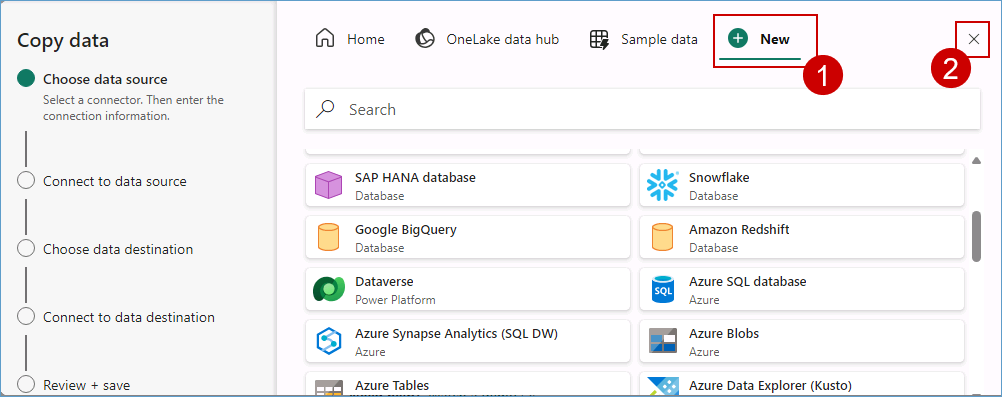 Copy data
Choose data source
Select a connector. Then enter the
connection information.
Connect to data source
Choose data destination
Connect to data destination
Review + save
Home
OneLake data hub
Sample data
New
1
2
Search
SAP HANA database
Database
Snowflake
Database
Google BigQuery
Database
Amazon Redshift
Database
Dataverse
Power Platform
SQL
Azure SQL database
Azure
Azure Synapse Analytics (SQL DW)
Azure
Azure Blobs
Azure
Azure Tables
Azure Data Explorer (Kusto)